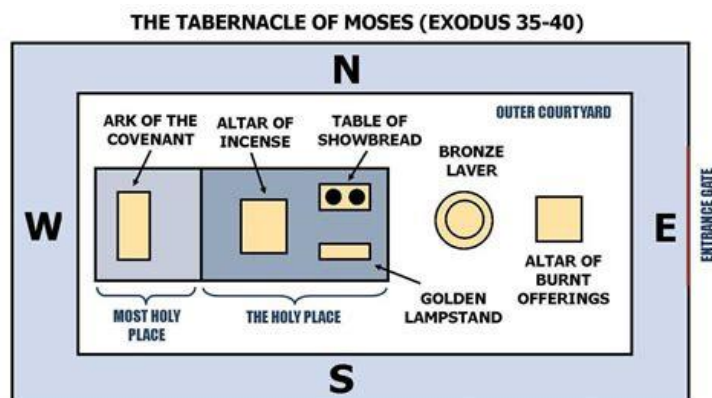 THE TABERNACLE OF MOSES (EXODUS 35-40)
N
OUTER COURTYARD
ARK OF THE
COVENANT
ALTAR OF
INCENSE
TABLE OF
SHOWBREAD
BRONZE
LAVER
W
E
ENTRANCE GATE
ALTAR OF
BURNT
OFFERINGS
GOLDEN
LAMPSTAND
MOST HOLY
PLACE
THE HOLY PLACE
S